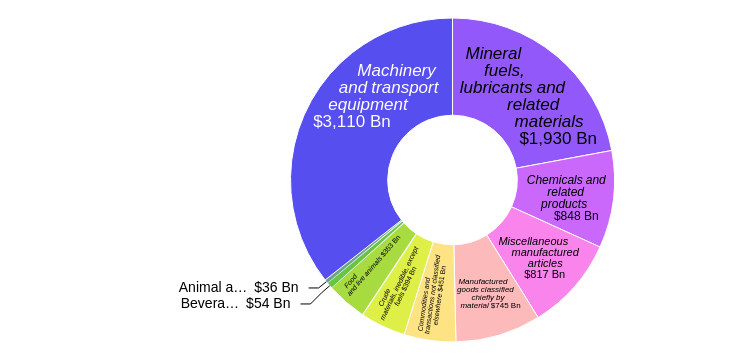 Machinery
and transport
equipment
$3,110 Bn
Mineral
fuels,
lubricants and
related
materials
$1,930 Bn
Chemicals and
related
products
$848 Bn
Miscellaneous
manufactured
articles
$817 Bn
Manufactured
goods classified
chiefly by
material $745 Bn
Commodities and
transactions not classified
elsewhere $451 Bn
Crude
materials, inedible, except
fuels $394 Bn
Food
and live animals $353 Bn
Animal a… $36 Bn
Bevera… $54 Bn